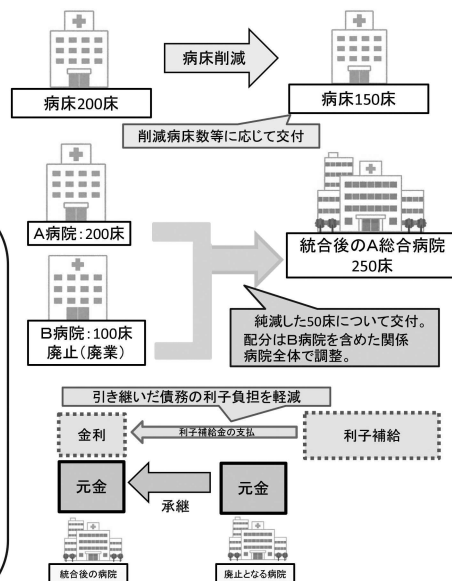 病床削減
病床200床
病床150床
削減病床数等に応じて交付
A病院：200床
統合後のA総合病院
250床
B病院：100床
廃止（廃業）
純減した50床について交付。
配分はB病院を含めた関係
病院全体で調整。
引き継いだ債務の利子負担を軽減
金利
利子補給金の支払
利子補給
元金
承継
元金
統合後の病院
廃止となる病院